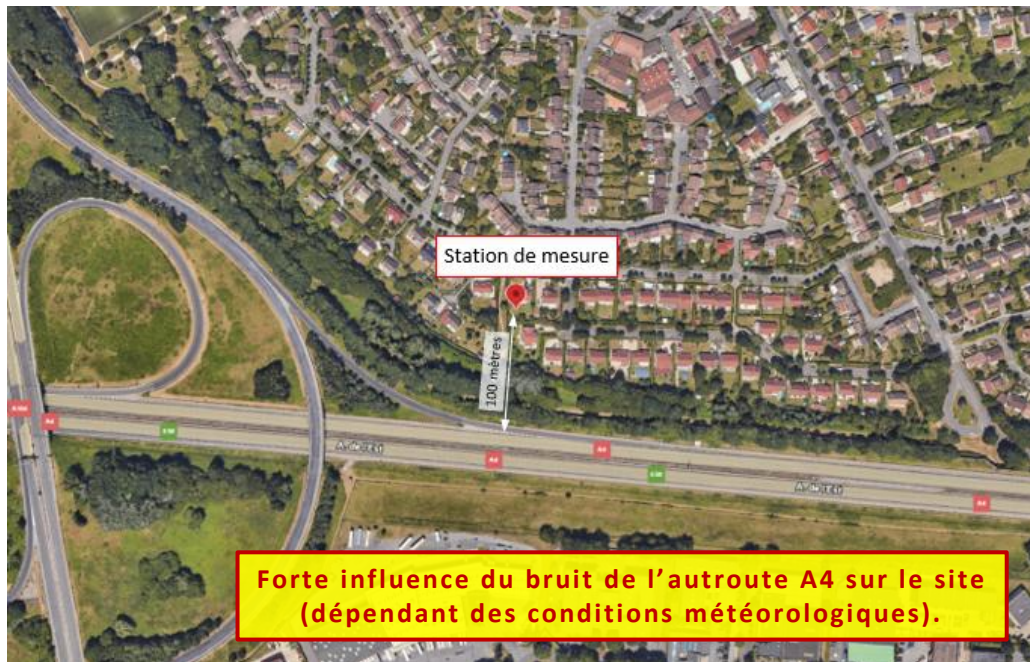 Station de mesure
100 mètres
A4
A4
A4
A4
Forte influence du bruit de l’autroute A4 sur le site
(dépendant des conditions météorologiques).